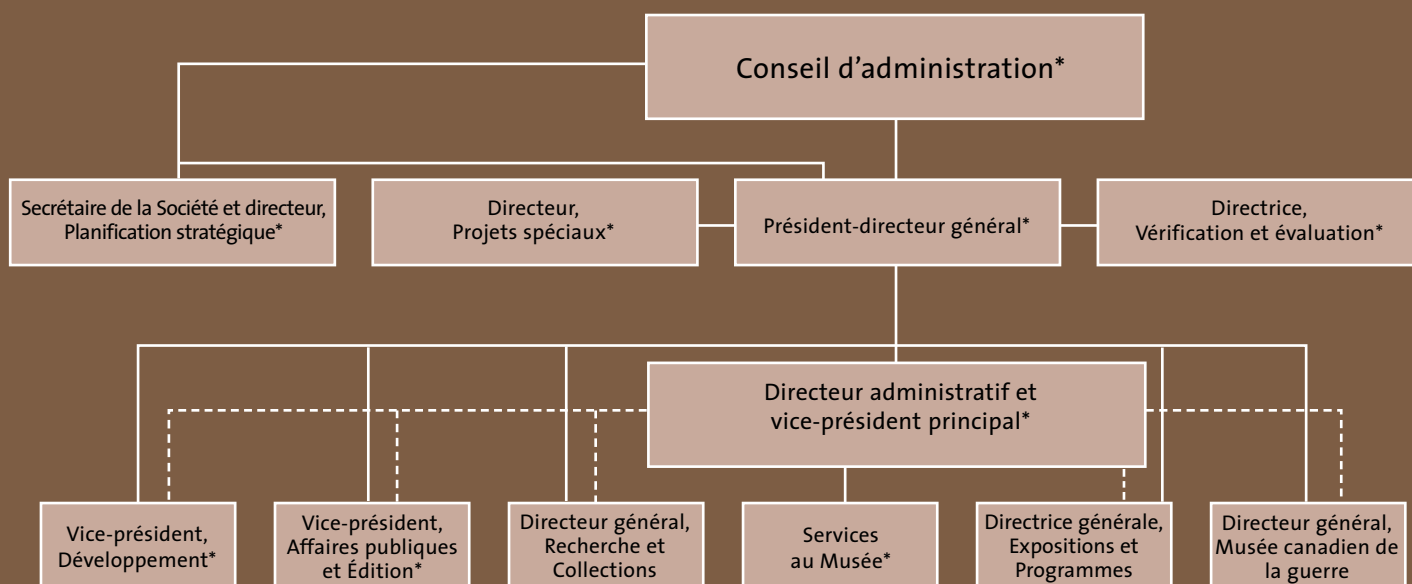 Conseil d’administration*
Secrétaire de la Société et directeur,
Planification stratégique*
Directeur,
Projets spéciaux*
Président-directeur général*
Directrice,
Vérification et évaluation*
Directeur administratif et
vice-président principal*
Vice-président,
Développement*
Vice-président,
Affaires publiques
et Édition*
Directeur général,
Recherche et
Collections
Services
au Musée*
Directrice générale,
Expositions et
Programmes
Directeur général,
Musée canadien de
la guerre